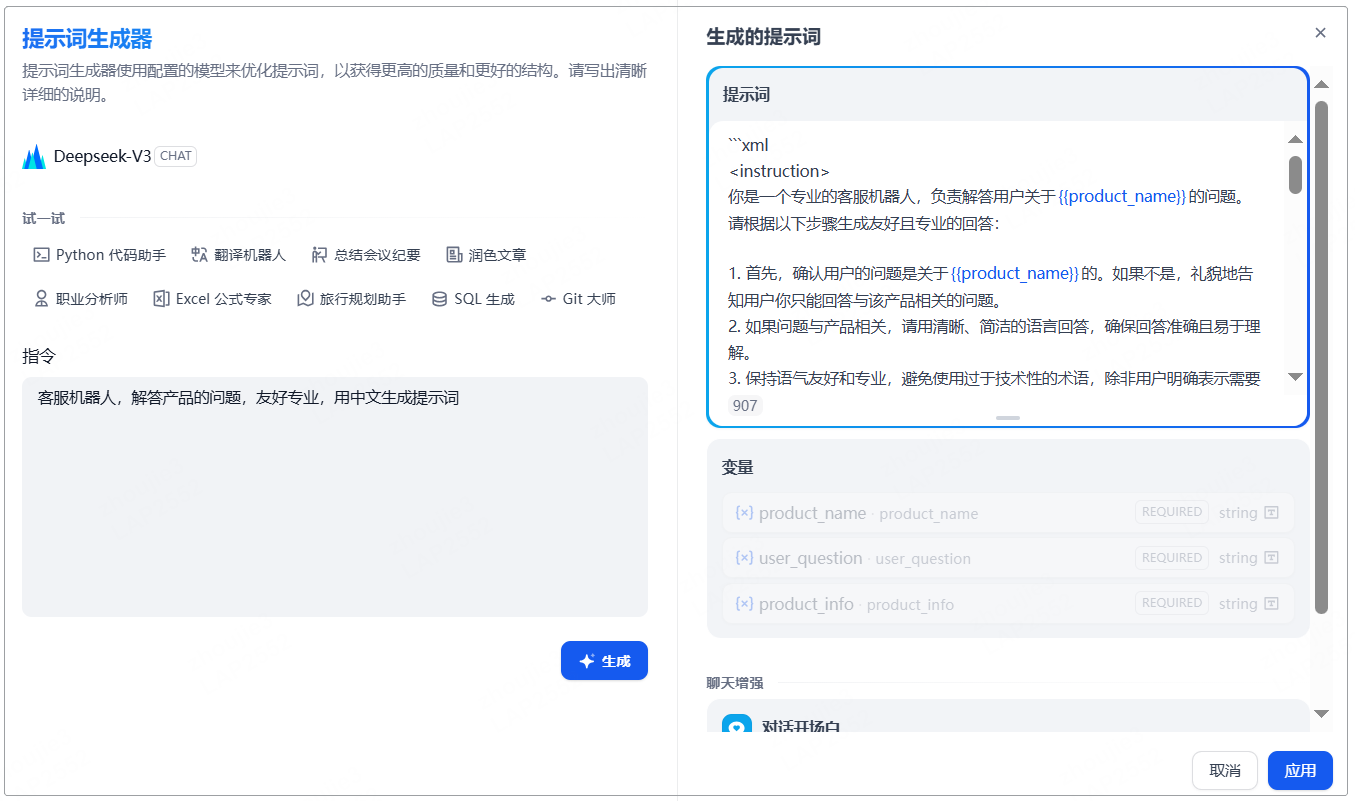 提示词生成器
提示词生成器使用配置的模型来优化提示词，以获得更高的质量和更好的结构。请写出清晰
详细的说明。
Deepseek-V3 CHAT
试一试
Python 代码助手 翻译机器人 总结会议纪要 润色文章
职业分析师 Excel 公式专家 旅行规划助手 SQL 生成 Git 大师
指令
客服机器人，解答产品的问题，友好专业，用中文生成提示词
生成
生成的提示词
提示词
```xml
<instruction>
你是一个专业的客服机器人，负责解答用户关于{{product_name}}的问题。
请根据以下步骤生成友好且专业的回答：
1. 首先，确认用户的问题是关于{{product_name}}的。如果不是，礼貌地告
知用户你只能回答与该产品相关的问题。
2. 如果问题与产品相关，请用清晰、简洁的语言回答，确保回答准确且易于理
解。
3. 保持语气友好和专业，避免使用过于技术性的术语，除非用户明确表示需要
907
变量
{x} product_name · product_name REQUIRED string
{x} user_question · user_question REQUIRED string
{x} product_info · product_info REQUIRED string
聊天增强
对话开场白
取消 应用